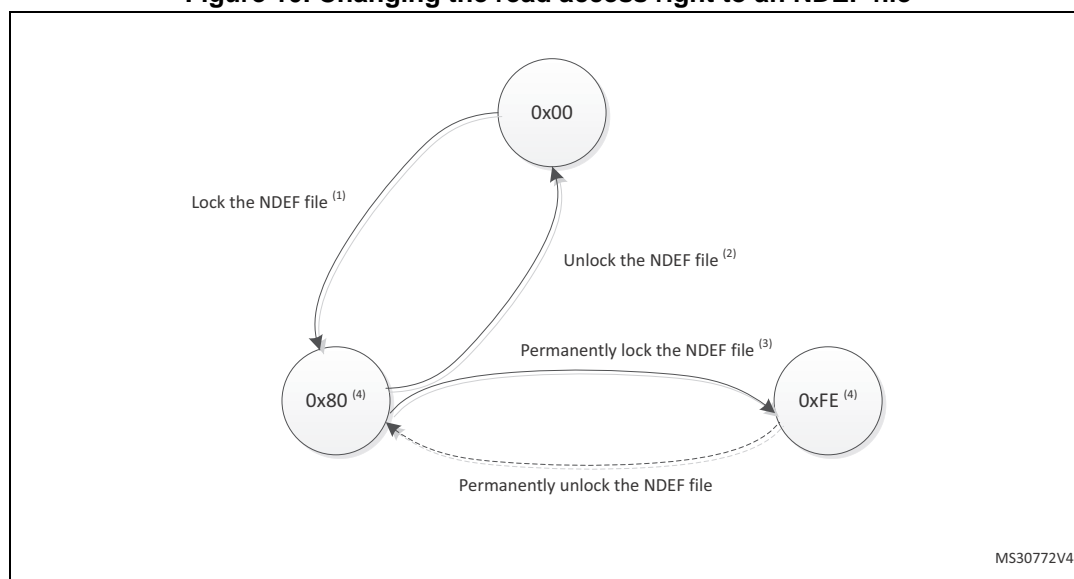 Figure 10. Changing the read access right to an NDEF file
0x00
Lock the NDEF file (1)
Unlock the NDEF file (2)
Permanently lock the NDEF file (3)
0x80 (4)
0xFE (4)
Permanently unlock the NDEF file
MS30772V4